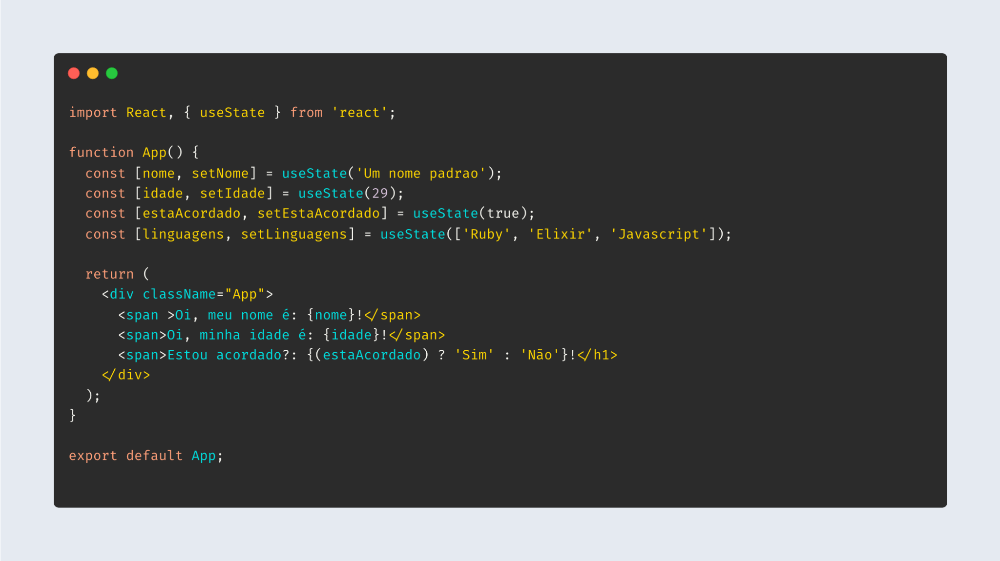 import React, { useState } from 'react';
function App() {
  const [nome, setNome] = useState('Um nome padrao');
  const [idade, setIdade] = useState(29);
  const [estaAcordado, setEstaAcordado] = useState(true);
  const [linguagens, setLinguagens] = useState(['Ruby', 'Elixir', 'Javascript']);
  return (
    <div className="App">
      <span >Oi, meu nome é: {nome}!</span>
      <span>Oi, minha idade é: {idade}!</span>
      <span>Estou acordado?: {(estaAcordado) ? 'Sim' : 'Não'}!</h1>
    </div>
  );
}
export default App;